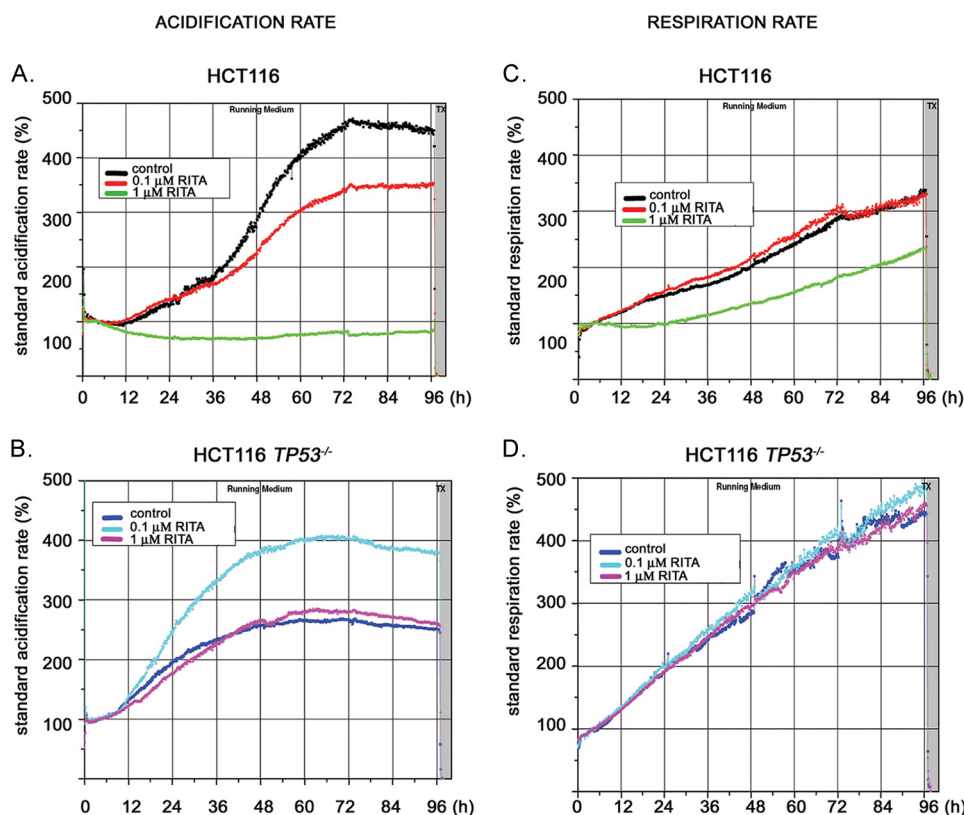 ACIDIFICATION RATE
RESPIRATION RATE
A.
HCT116
standard acidification rate (%)
500
400
300
200
100
Running Medium
TX
control
0.1 µM RITA
1 µM RITA
0 12 24 36 48 60 72 84 96 (h)
C.
HCT116
standard respiration rate (%)
500
400
300
200
100
Running Medium
TX
control
0.1 µM RITA
1 µM RITA
0 12 24 36 48 60 72 84 96 (h)
B.
HCT116 TP53-/-
standard acidification rate (%)
500
400
300
200
100
Running Medium
TX
control
0.1 µM RITA
1 µM RITA
0 12 24 36 48 60 72 84 96 (h)
D.
HCT116 TP53-/-
standard respiration rate (%)
500
400
300
200
100
Running Medium
TX
control
0.1 µM RITA
1 µM RITA
0 12 24 36 48 60 72 84 96 (h)